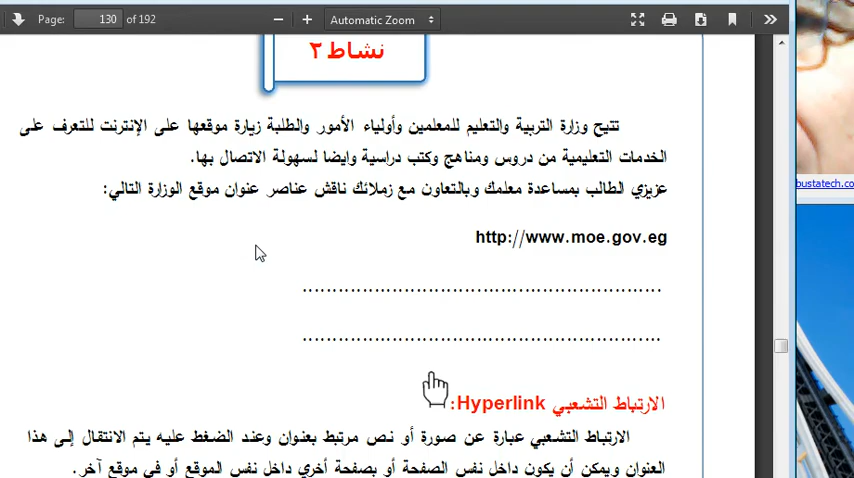 Page: 130 of 192
Automatic Zoom
نشاط ٢
تتيح وزارة التربية والتعليم للمعلمين وأولياء الأمور والطلبة زيارة موقعها على الإنترنت للتعرف على
الخدمات التعليمية من دروس ومناهج وكتب دراسية وايضا لسهولة الاتصال بها.
عزيزي الطالب بمساعدة معلمك وبالتعاون مع زملائك ناقش عناصر عنوان موقع الوزارة التالي:
http://www.moe.gov.eg
الارتباط التشعبي Hyperlink:
الارتباط التشعبي عبارة عن صورة أو نص مرتبط بعنوان وعند الضغط عليه يتم الانتقال إلى هذا
العنوان ويمكن أن يكون داخل نفس الصفحة أو بصفحة أخري داخل نفس الموقع أو في موقع آخر.
bustatech.co